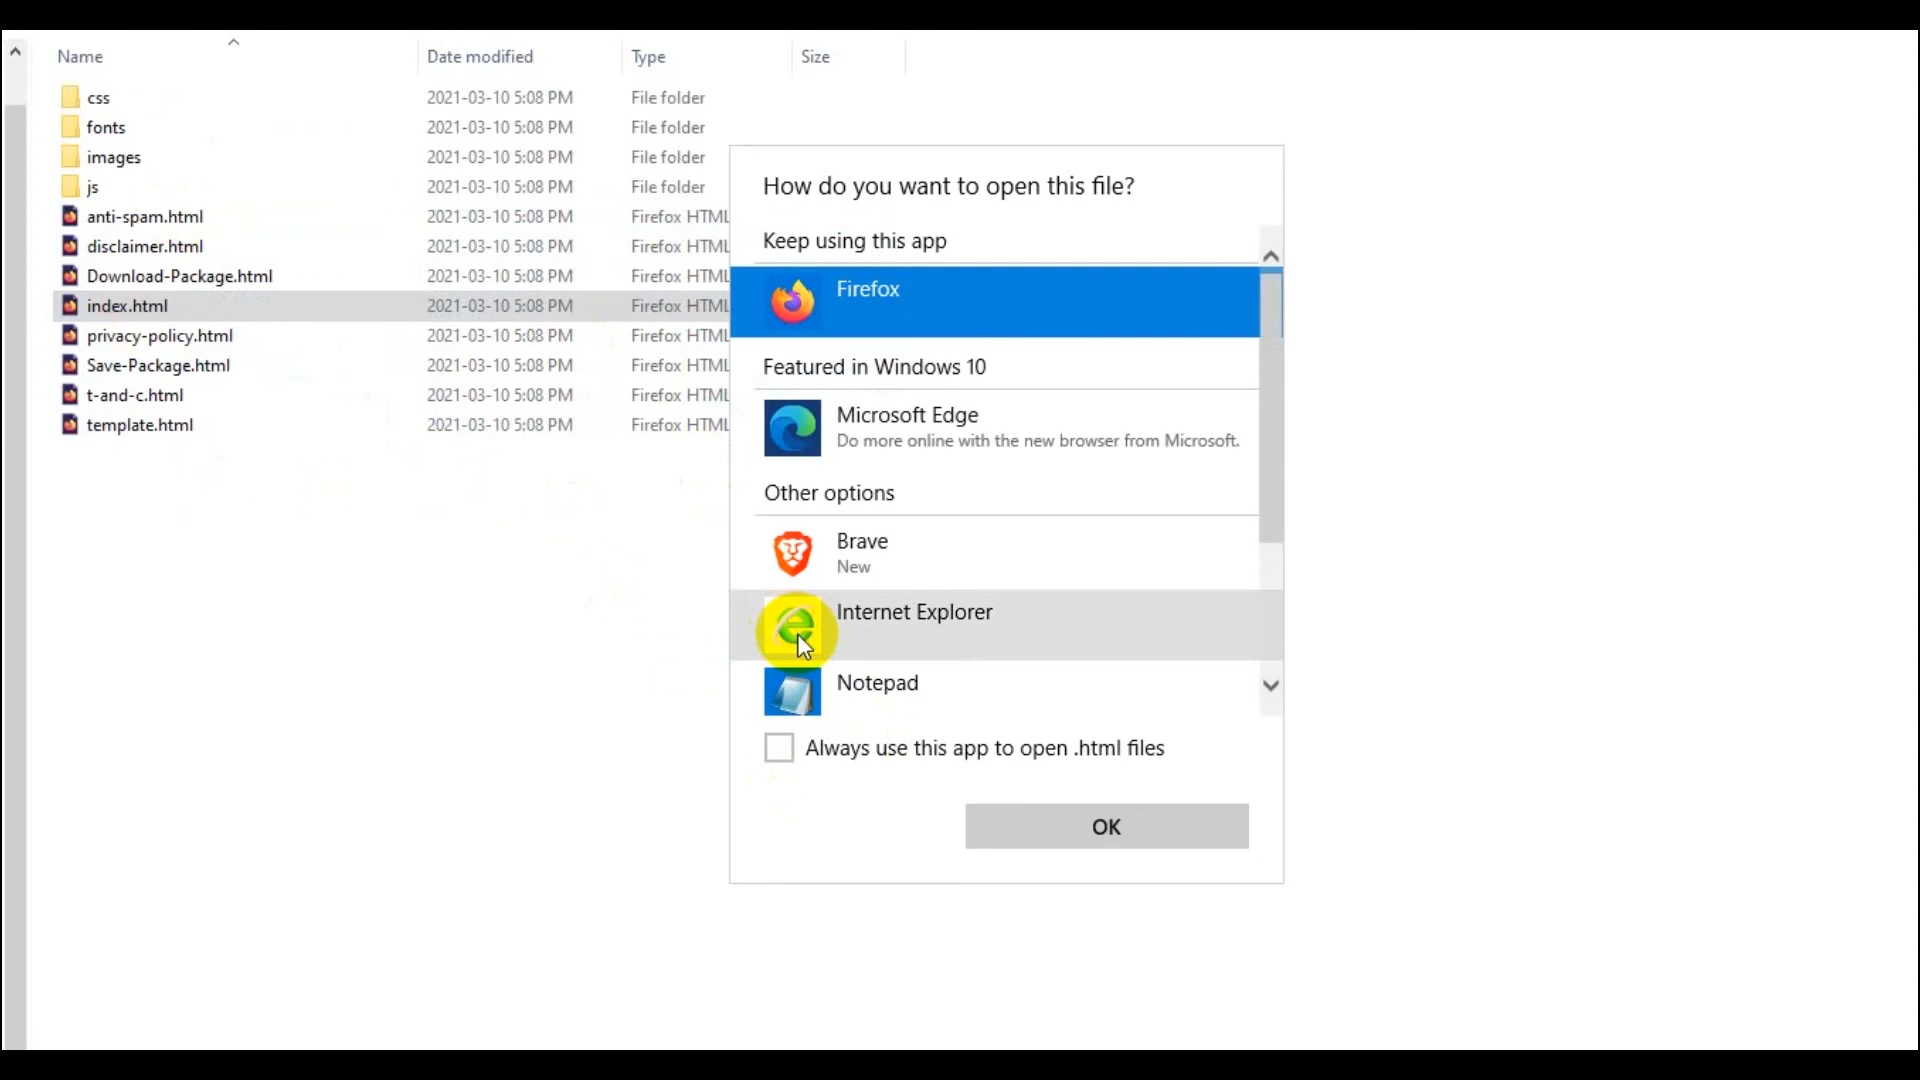 Name Date modified Type Size
css 2021-03-10 5:08 PM File folder
fonts 2021-03-10 5:08 PM File folder
images 2021-03-10 5:08 PM File folder
js 2021-03-10 5:08 PM File folder
anti-spam.html 2021-03-10 5:08 PM Firefox HTML
disclaimer.html 2021-03-10 5:08 PM Firefox HTML
Download-Package.html 2021-03-10 5:08 PM Firefox HTML
index.html 2021-03-10 5:08 PM Firefox HTML
privacy-policy.html 2021-03-10 5:08 PM Firefox HTML
Save-Package.html 2021-03-10 5:08 PM Firefox HTML
t-and-c.html 2021-03-10 5:08 PM Firefox HTML
template.html 2021-03-10 5:08 PM Firefox HTML
How do you want to open this file?
Keep using this app
Firefox
Featured in Windows 10
Microsoft Edge
Do more online with the new browser from Microsoft.
Other options
Brave
New
Internet Explorer
Notepad
Always use this app to open .html files
OK